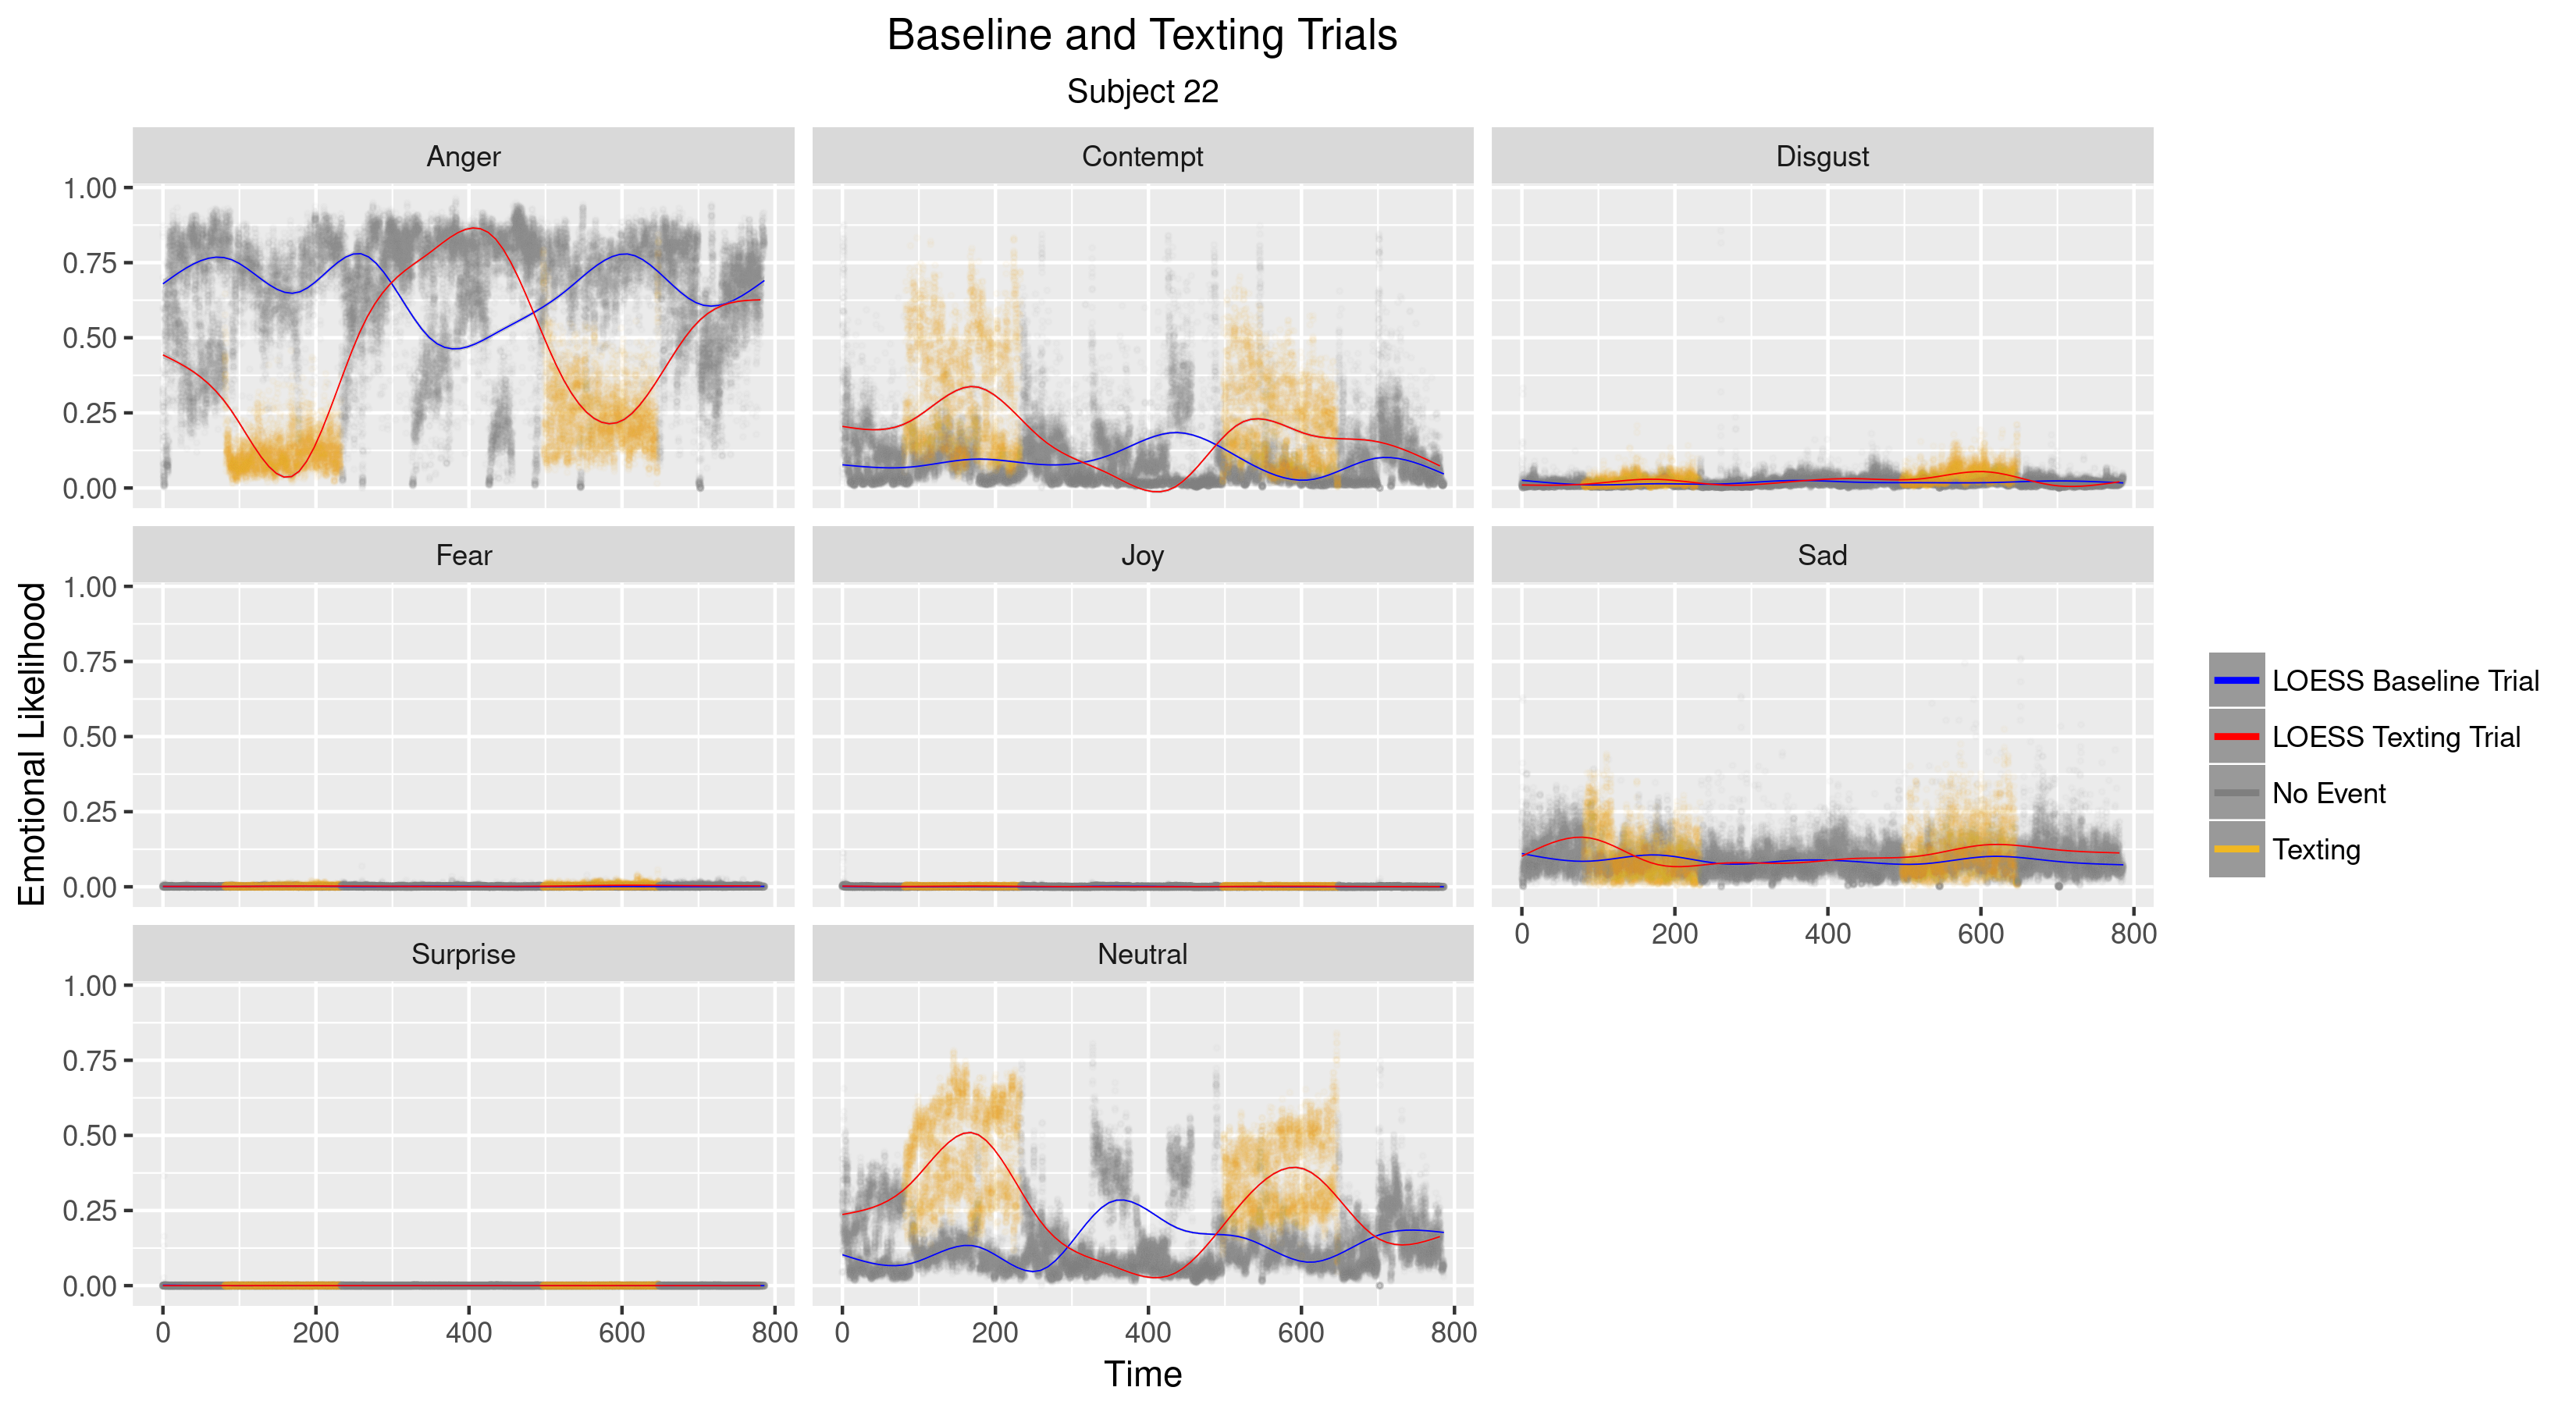 Baseline and Texting Trials
Subject 22
Anger
Contempt
Disgust
1.00
0.75
0.50
0.25
0.00
Fear
Joy
Sad
1.00
0.75
0.50
0.25
0.00
0 200 400 600 800
Surprise
Neutral
1.00
0.75
0.50
0.25
0.00
0 200 400 600 800
0 200 400 600 800
Emotional Likelihood
Time
LOESS Baseline Trial
LOESS Texting Trial
No Event
Texting